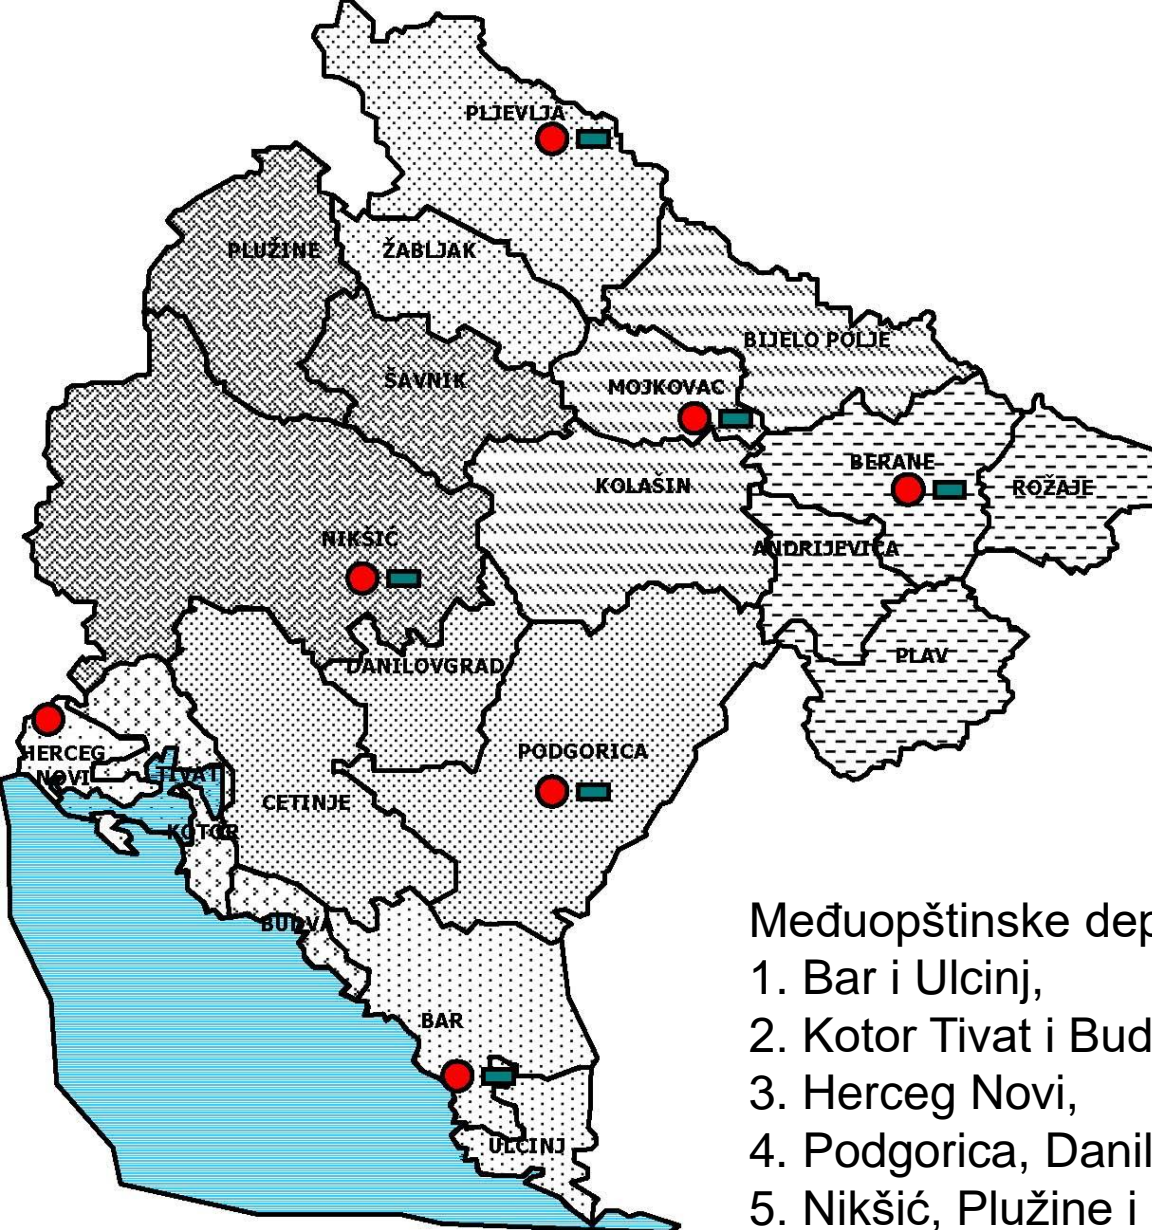 PLJEVLJA
PLUŽINE
ŽABLJAK
BIJELO POLJE
ŠAVNIK
MOJKOVAC
BERANE
KOLAŠIN
ROŽAJE
NIKŠIĆ
ANDRIJEVICA
DANILOVGRAD
PLAV
HERCEG
NOVI
PODGORICA
TIVAT
CETINJE
KOTOR
BUDVA
BAR
ULCINJ
Međuopštinske dep
1. Bar i Ulcinj,
2. Kotor Tivat i Bud
3. Herceg Novi,
4. Podgorica, Danil
5. Nikšić, Plužine i